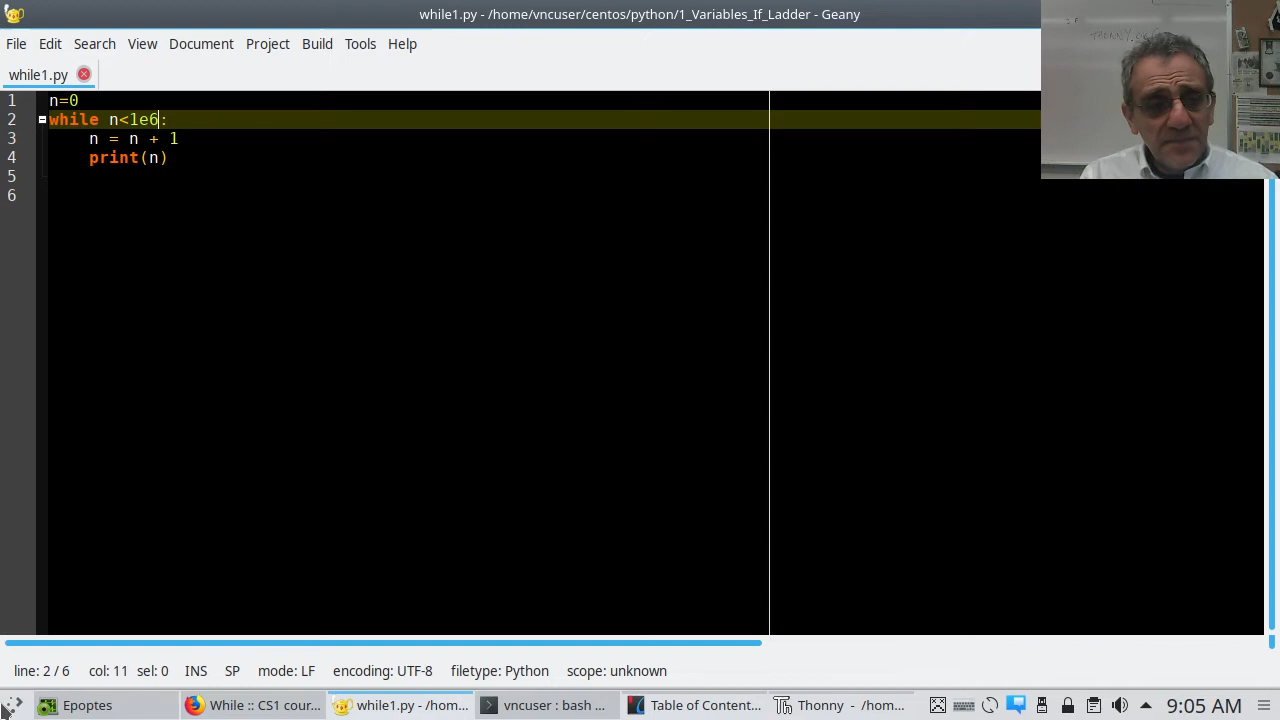 while1.py - /home/vncuser/centos/python/1_Variables_If_Ladder - Geany
File Edit Search View Document Project Build Tools Help
while1.py
1 n=0
2 while n<1e6:
3 n = n + 1
4 print(n)
5
6
THONNY.ORG
line: 2 / 6 col: 11 sel: 0 INS SP mode: LF encoding: UTF-8 filetype: Python scope: unknown
Epoptes While :: CS1 cour... while1.py - /hom... vncuser : bash ... Table of Content... Thonny - /hom... 9:05 AM